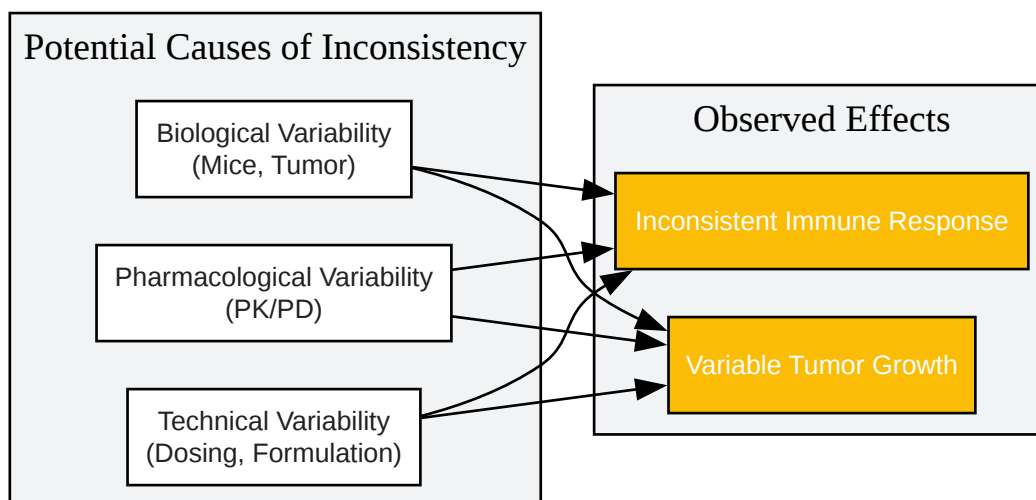 Potential Causes of Inconsistency
Biological Variability
(Mice, Tumor)
Pharmacological Variability
(PK/PD)
Technical Variability
(Dosing, Formulation)
Observed Effects
Inconsistent Immune Response
Variable Tumor Growth